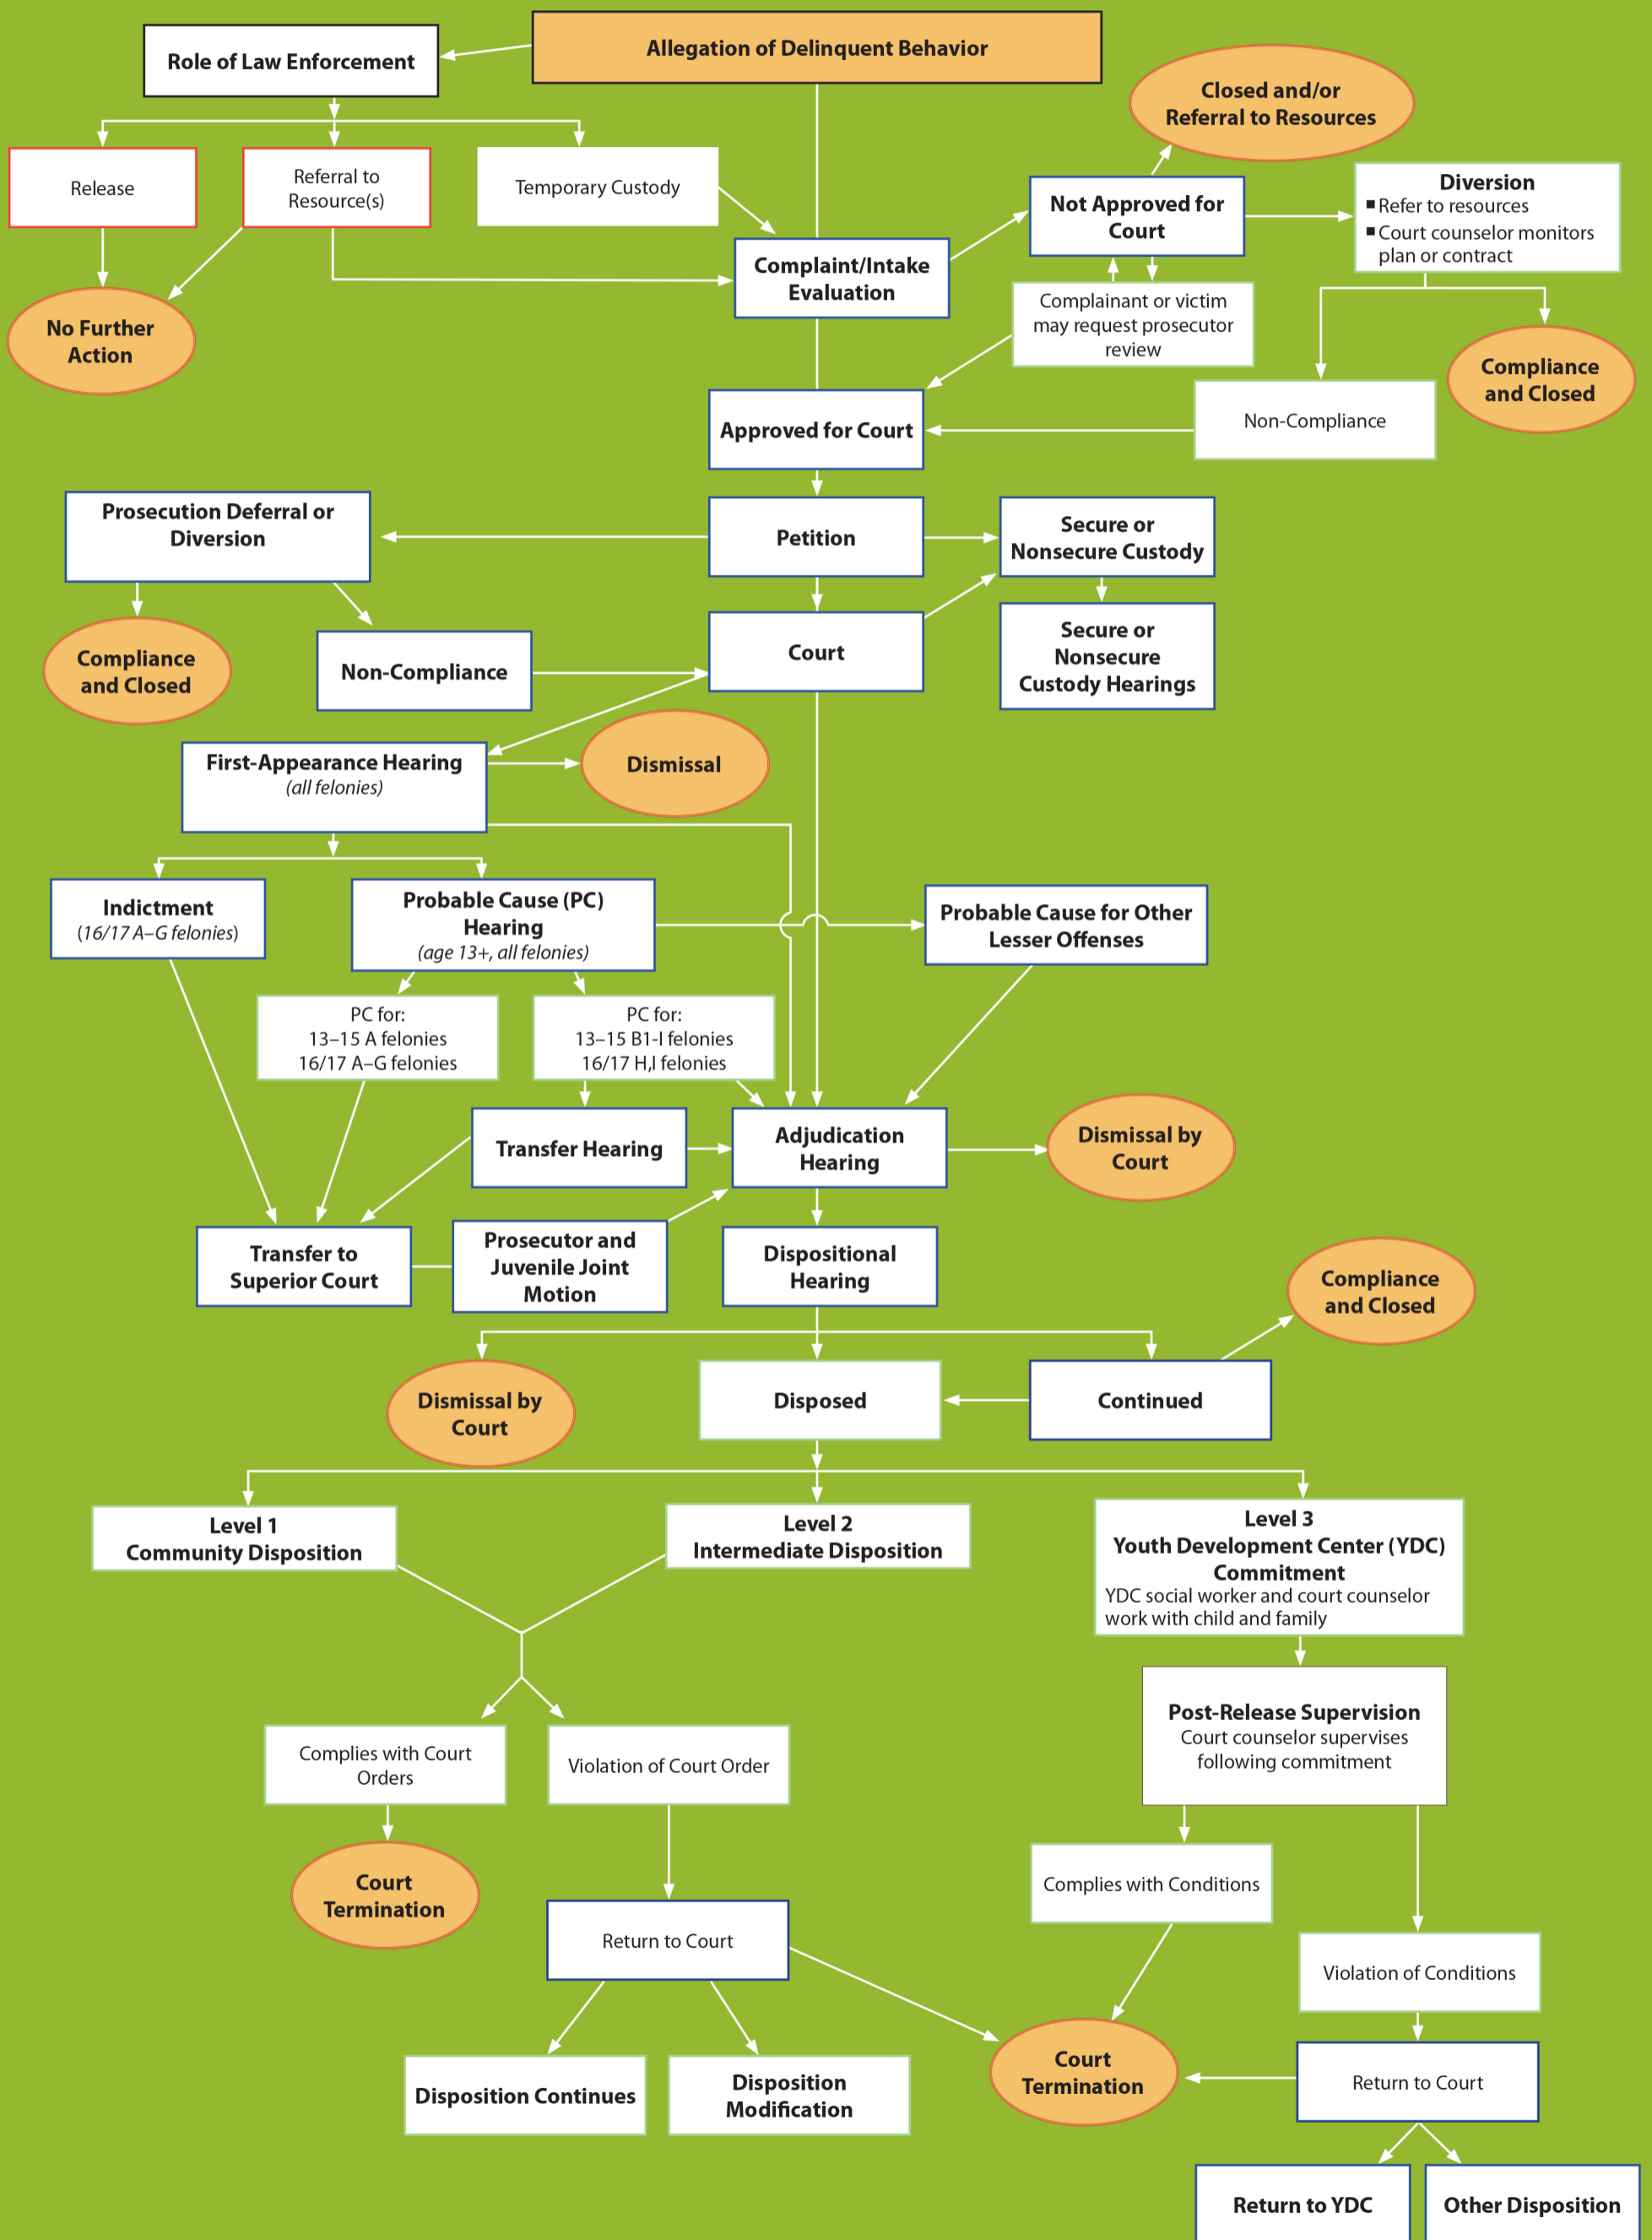 Allegation of Delinquent Behavior
Role of Law Enforcement
Closed and/or
Referral to Resources
Release
Referral to
Resource(s)
Temporary Custody
Not Approved for
Court
Diversion
■ Refer to resources
■ Court counselor monitors
plan or contract
Complaint/Intake
Evaluation
Complainant or victim
may request prosecutor
review
No Further
Action
Compliance
and Closed
Approved for Court
Non-Compliance
Prosecution Deferral or
Diversion
Petition
Secure or
Nonsecure Custody
Compliance
and Closed
Non-Compliance
Court
Secure or
Nonsecure
Custody Hearings
First-Appearance Hearing
(all felonies)
Dismissal
Indictment
(16/17 A–G felonies)
Probable Cause (PC)
Hearing
(age 13+, all felonies)
Probable Cause for Other
Lesser Offenses
PC for:
13–15 A felonies
16/17 A–G felonies
PC for:
13–15 B1-I felonies
16/17 H,I felonies
Transfer Hearing
Adjudication
Hearing
Dismissal by
Court
Transfer to
Superior Court
Prosecutor and
Juvenile Joint
Motion
Dispositional
Hearing
Compliance
and Closed
Dismissal by
Court
Disposed
Continued
Level 1
Community Disposition
Level 2
Intermediate Disposition
Level 3
Youth Development Center (YDC)
Commitment
YDC social worker and court counselor
work with child and family
Post-Release Supervision
Court counselor supervises
following commitment
Complies with Court
Orders
Violation of Court Order
Court
Termination
Complies with Conditions
Return to Court
Violation of Conditions
Disposition Continues
Disposition
Modification
Court
Termination
Return to Court
Return to YDC
Other Disposition